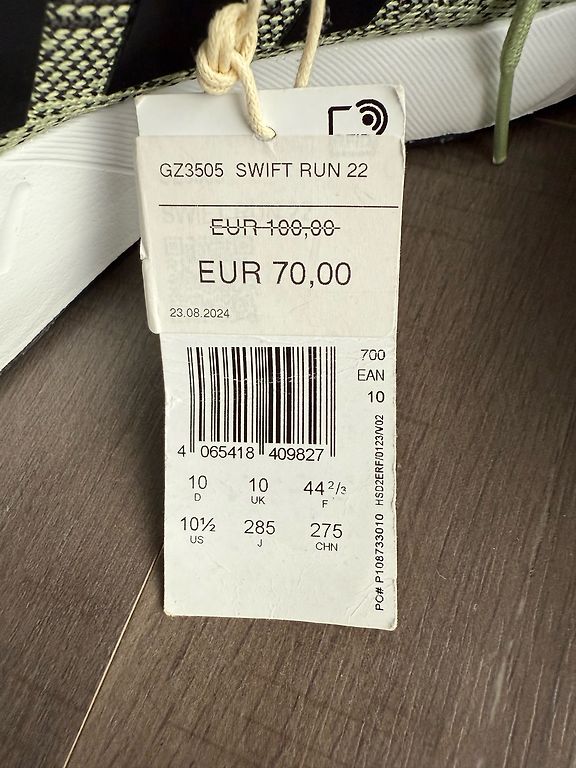 GZ3505 SWIFT RUN 22
EUR 100,00
EUR 70,00
23.08.2024
700
EAN
10
4 065418 409827
10 10 44 2/3
D UK F
10½ 285 275
US J CHN
PO# P108733010 HSD2ERF/0123/V02